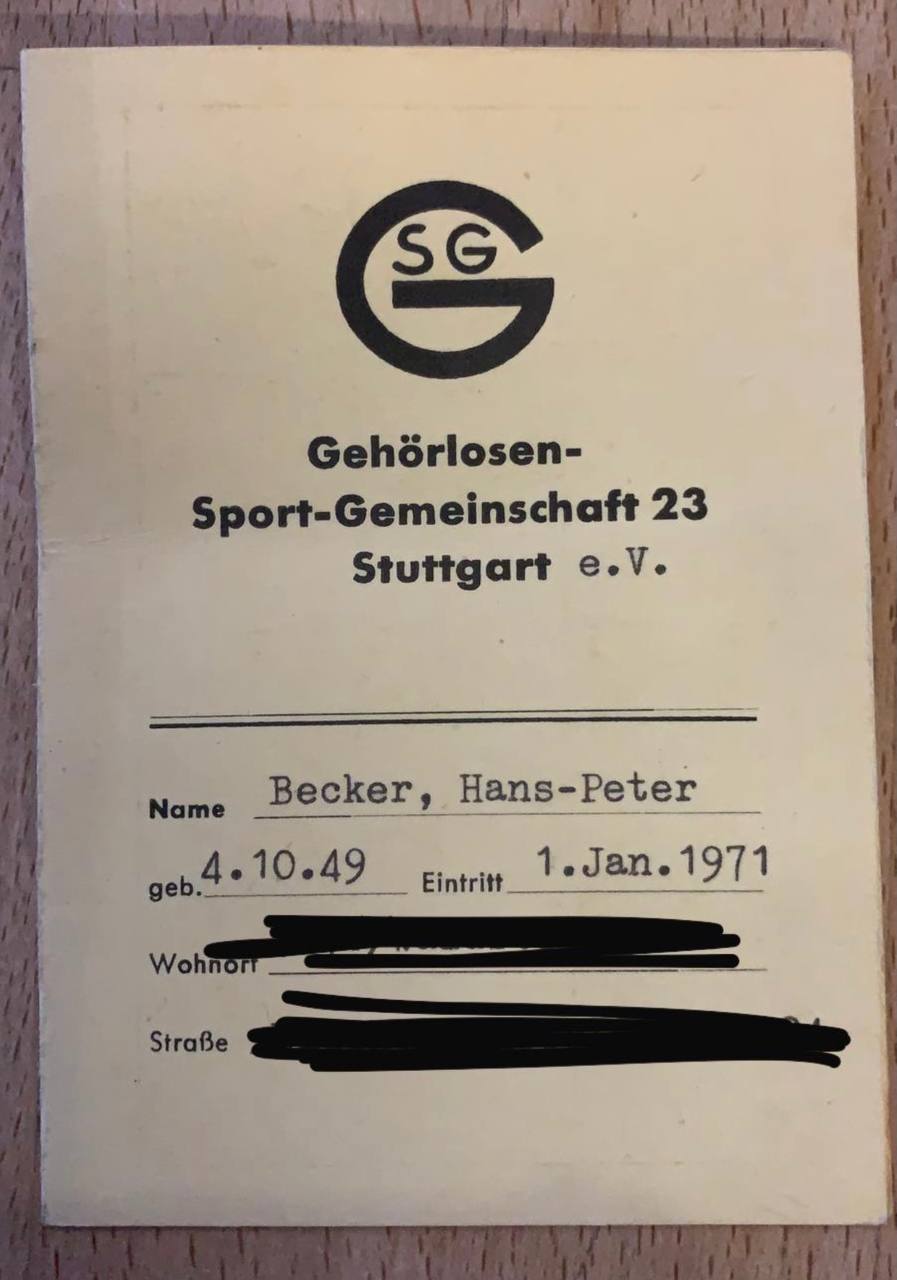 SG
Gehörlosen-
Sport-Gemeinschaft 23
Stuttgart e.V.
Name Becker, Hans-Peter
geb. 4.10.49 Eintritt 1.Jan.1971
Wohnort
Straße